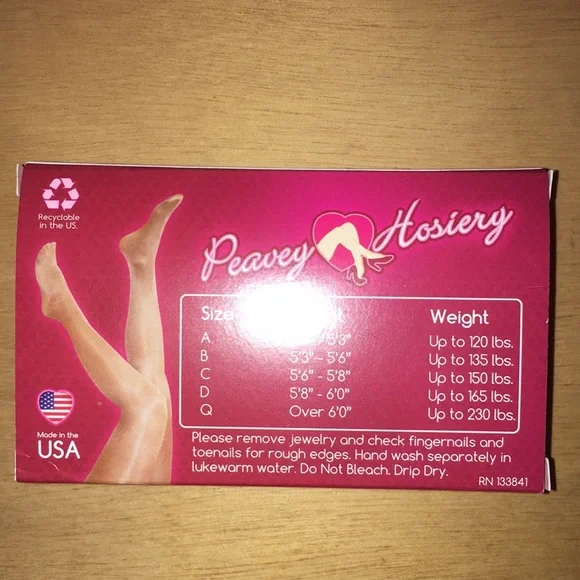 Recyclable
in the US.
Peavey Hosiery
Size Weight
A 5'3" Up to 120 lbs.
B 5'3" - 5'6" Up to 135 lbs.
C 5'6" - 5'8" Up to 150 lbs.
D 5'8" - 6'0" Up to 165 lbs.
Q Over 6'0" Up to 230 lbs.
Made in the
USA
Please remove jewelry and check fingernails and
toenails for rough edges. Hand wash separately in
lukewarm water. Do Not Bleach. Drip Dry.
RN 133841